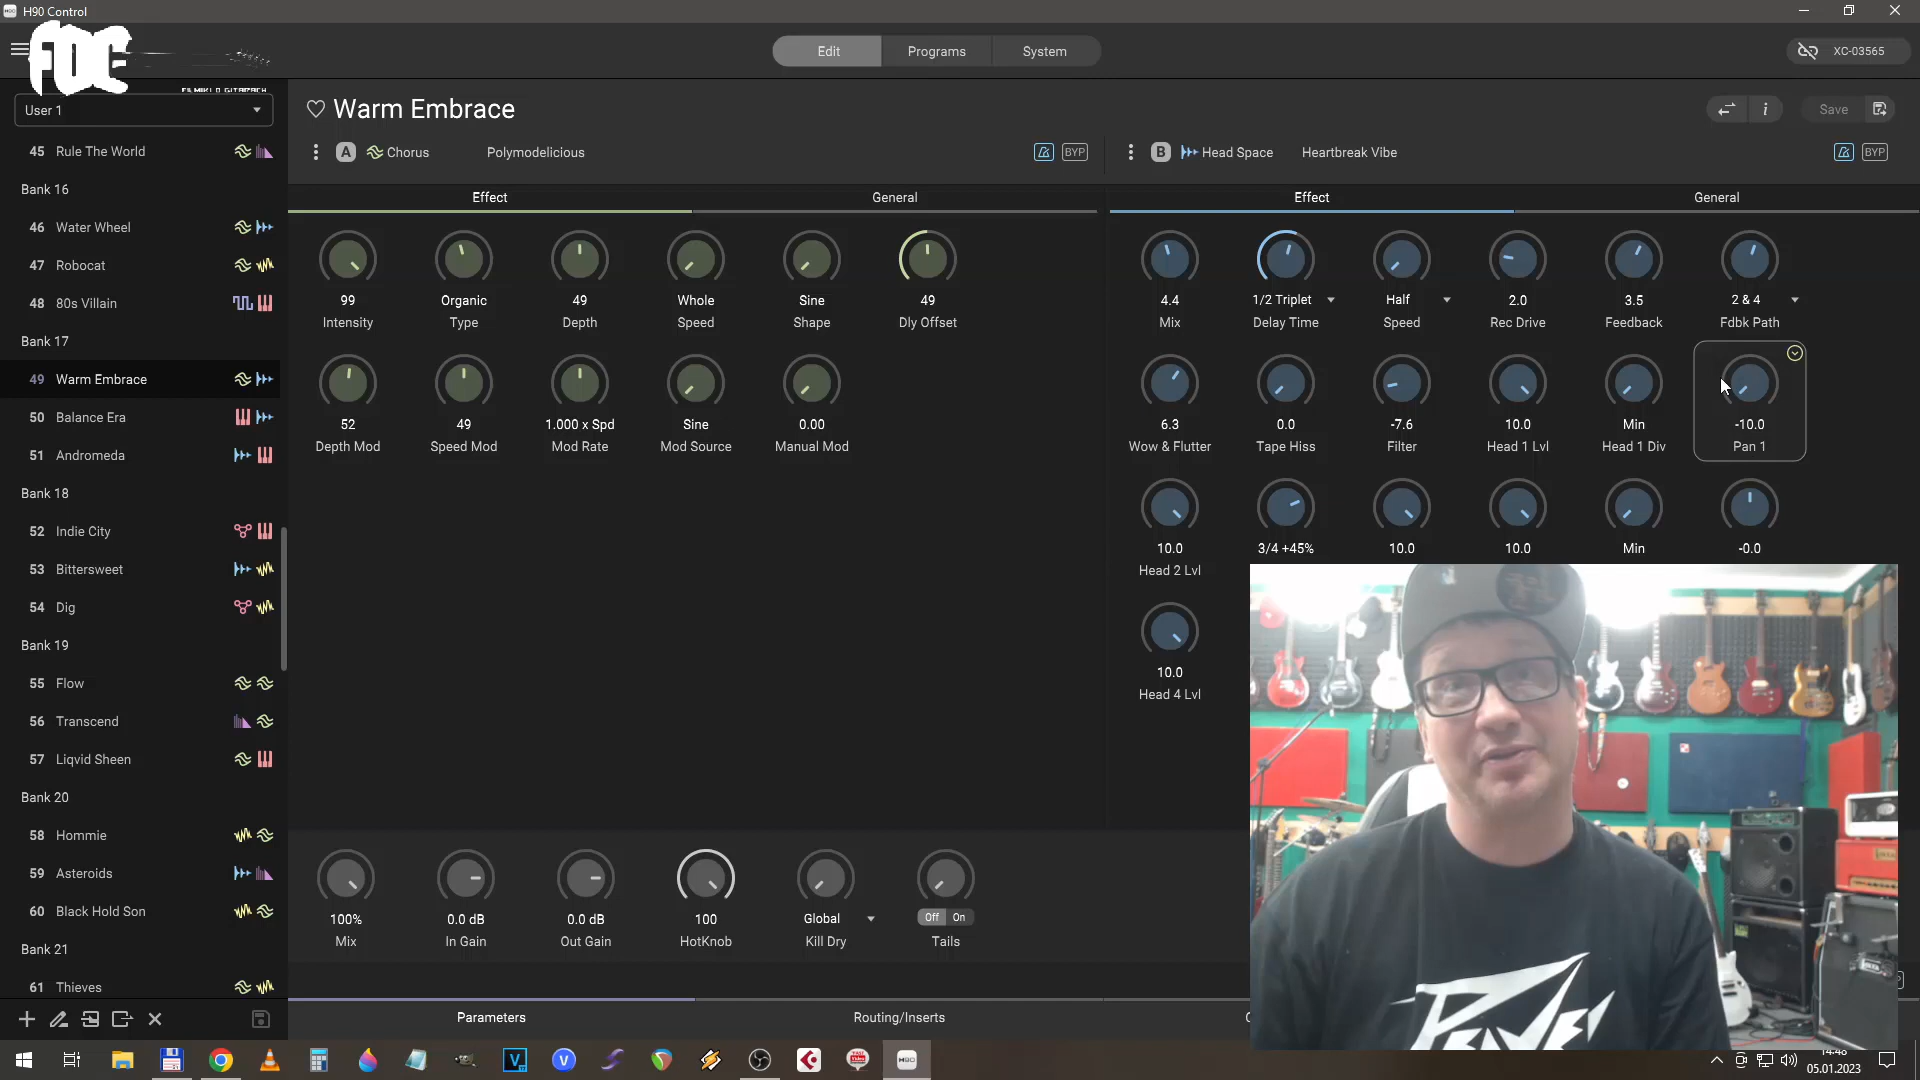 H90 Control
FDC
FILMIKI O GITARACH
Edit
Programs
System
XC-03565
User 1
Warm Embrace
i
Save
A
Chorus
Polymodelicious
BYP
B
Head Space
Heartbreak Vibe
BYP
Effect
General
Effect
General
45 Rule The World
Bank 16
46 Water Wheel
47 Robocat
48 80s Villain
Bank 17
49 Warm Embrace
50 Balance Era
51 Andromeda
Bank 18
52 Indie City
53 Bittersweet
54 Dig
Bank 19
55 Flow
56 Transcend
57 Liqvid Sheen
Bank 20
58 Hommie
59 Asteroids
60 Black Hold Son
Bank 21
61 Thieves
99 Organic 49 Whole Sine 49
Intensity Type Depth Speed Shape Dly Offset
52 49 1.000 x Spd Sine 0.00
Depth Mod Speed Mod Mod Rate Mod Source Manual Mod
4.4 1/2 Triplet Half 2.0 3.5 2 & 4
Mix Delay Time Speed Rec Drive Feedback Fdbk Path
6.3 0.0 -7.6 10.0 Min -10.0
Wow & Flutter Tape Hiss Filter Head 1 Lvl Head 1 Div Pan 1
10.0 3/4 +45% 10.0 10.0 Min -0.0
Head 2 Lvl
10.0
Head 4 Lvl
100% 0.0 dB 0.0 dB 100 Global Off On
Mix In Gain Out Gain HotKnob Kill Dry Tails
Parameters
Routing/Inserts
14:48
05.01.2023